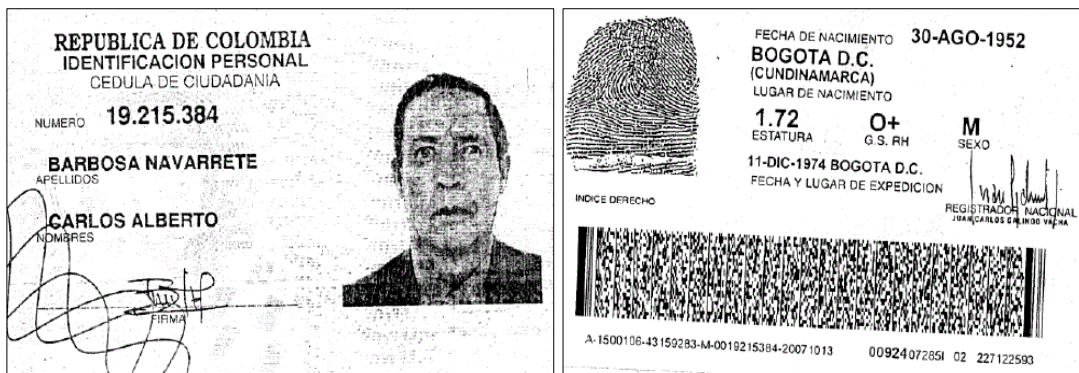 REPUBLICA DE COLOMBIA
IDENTIFICACION PERSONAL
CEDULA DE CIUDADANIA
NUMERO 19.215.384
BARBOSA NAVARRETE
APELLIDOS
CARLOS ALBERTO
NOMBRES
FIRMA
FECHA DE NACIMIENTO 30-AGO-1952
BOGOTA D.C.
(CUNDINAMARCA)
LUGAR DE NACIMIENTO
1.72 O+ M
ESTATURA G.S. RH SEXO
11-DIC-1974 BOGOTA D.C.
FECHA Y LUGAR DE EXPEDICION
INDICE DERECHO
REGISTRADOR NACIONAL
JUAN CARLOS GALINDO VACHA
A-1500106-43159283-M-0019215384-20071013 0092407285I 02 227122593